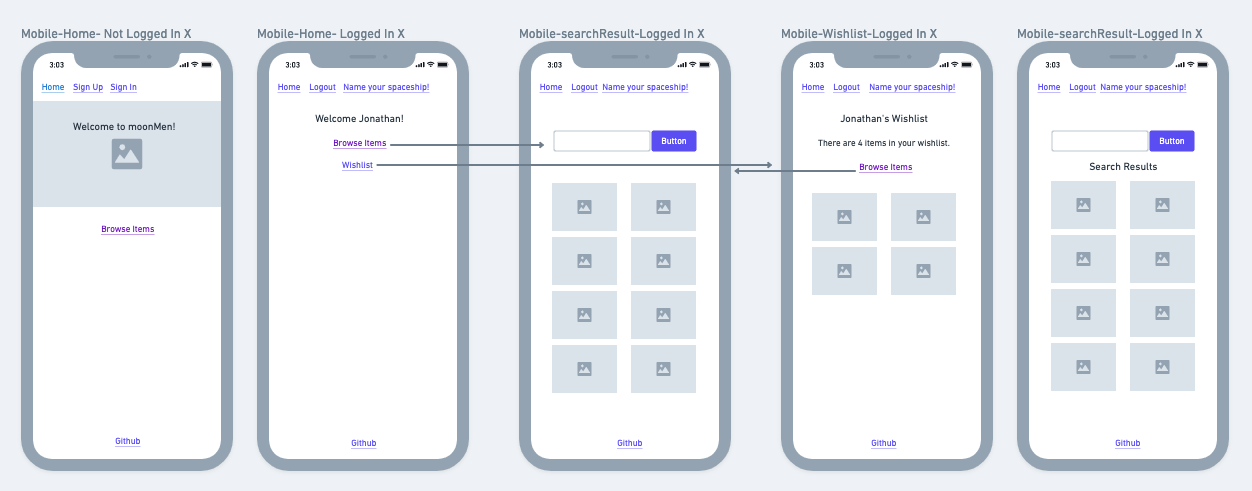 Mobile-Home- Not Logged In X
3:03
Home Sign Up Sign In
Welcome to moonMen!
Browse Items
Github
Mobile-Home- Logged In X
3:03
Home Logout Name your spaceship!
Welcome Jonathan!
Browse Items
Wishlist
Github
Mobile-searchResult-Logged In X
3:03
Home Logout Name your spaceship!
Button
Github
Mobile-Wishlist-Logged In X
3:03
Home Logout Name your spaceship!
Jonathan's Wishlist
There are 4 items in your wishlist.
Browse Items
Github
Mobile-searchResult-Logged In X
3:03
Home Logout Name your spaceship!
Button
Search Results
Github